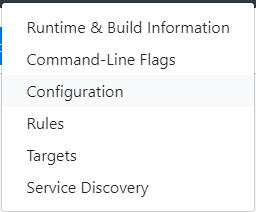 Runtime & Build Information
Command-Line Flags
Configuration
Rules
Targets
Service Discovery